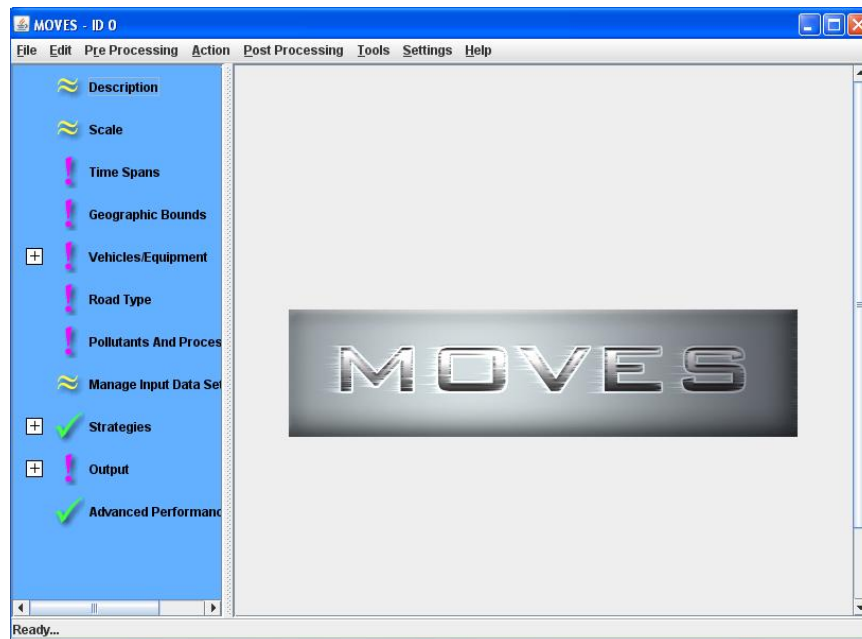 MOVES - ID 0
File Edit Pre Processing Action Post Processing Tools Settings Help
Description
Scale
Time Spans
Geographic Bounds
Vehicles/Equipment
Road Type
Pollutants And Proces
Manage Input Data Set
Strategies
Output
Advanced Performanc
MOVES
Ready...